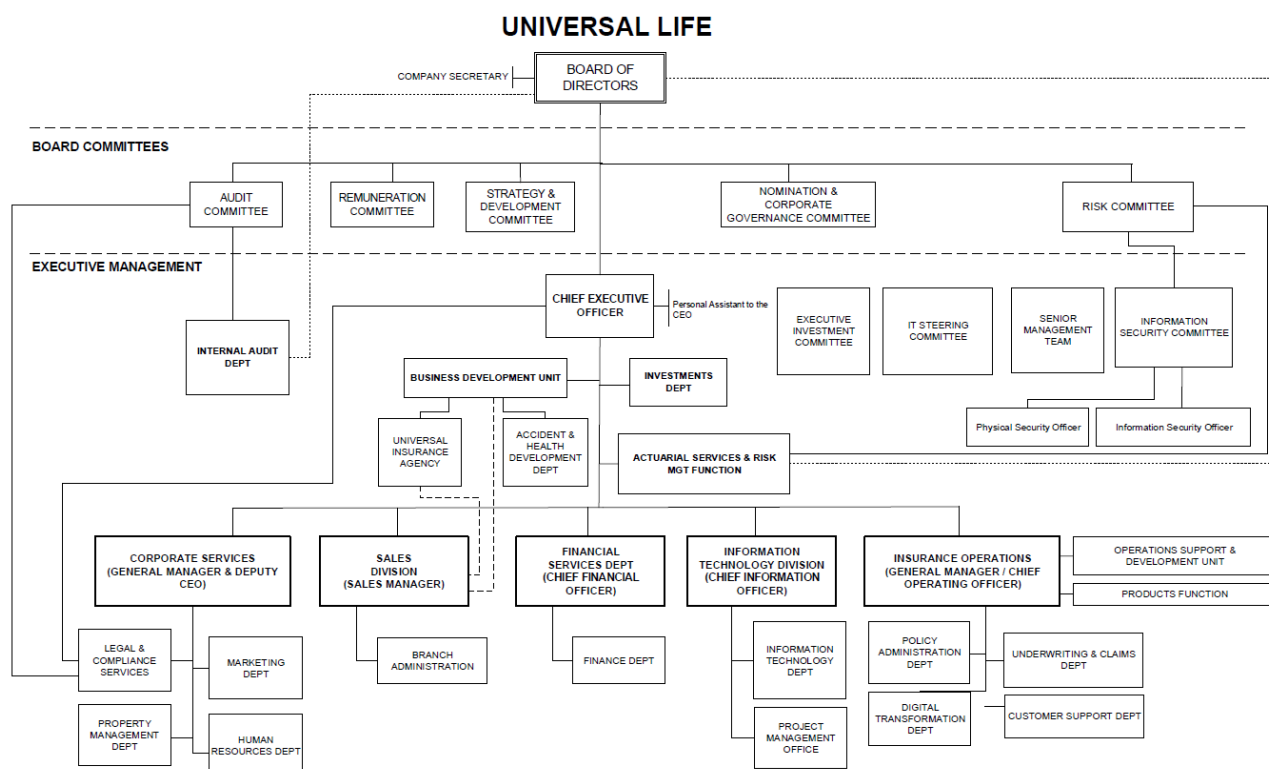 UNIVERSAL LIFE
COMPANY SECRETARY
BOARD OF
DIRECTORS
BOARD COMMITTEES
AUDIT
COMMITTEE
REMUNERATION
COMMITTEE
STRATEGY &
DEVELOPMENT
COMMITTEE
NOMINATION &
CORPORATE
GOVERNANCE COMMITTEE
RISK COMMITTEE
EXECUTIVE MANAGEMENT
CHIEF EXECUTIVE
OFFICER
Personal Assistant to the
CEO
EXECUTIVE
INVESTMENT
COMMITTEE
IT STEERING
COMMITTEE
SENIOR
MANAGEMENT
TEAM
INFORMATION
SECURITY COMMITTEE
INTERNAL AUDIT
DEPT
BUSINESS DEVELOPMENT UNIT
INVESTMENTS
DEPT
UNIVERSAL
INSURANCE
AGENCY
ACCIDENT &
HEALTH
DEVELOPMENT
DEPT
Physical Security Officer
Information Security Officer
ACTUARIAL SERVICES & RISK
MGT FUNCTION
CORPORATE SERVICES
(GENERAL MANAGER & DEPUTY
CEO)
SALES
DIVISION
(SALES MANAGER)
FINANCIAL
SERVICES DEPT
(CHIEF FINANCIAL
OFFICER)
INFORMATION
TECHNOLOGY DIVISION
(CHIEF INFORMATION
OFFICER)
INSURANCE OPERATIONS
(GENERAL MANAGER / CHIEF
OPERATING OFFICER)
OPERATIONS SUPPORT &
DEVELOPMENT UNIT
PRODUCTS FUNCTION
LEGAL &
COMPLIANCE
SERVICES
MARKETING
DEPT
BRANCH
ADMINISTRATION
FINANCE DEPT
INFORMATION
TECHNOLOGY
DEPT
POLICY
ADMINISTRATION
DEPT
UNDERWRITING & CLAIMS
DEPT
PROPERTY
MANAGEMENT
DEPT
HUMAN
RESOURCES DEPT
PROJECT
MANAGEMENT
OFFICE
DIGITAL
TRANSFORMATION
DEPT
CUSTOMER SUPPORT DEPT